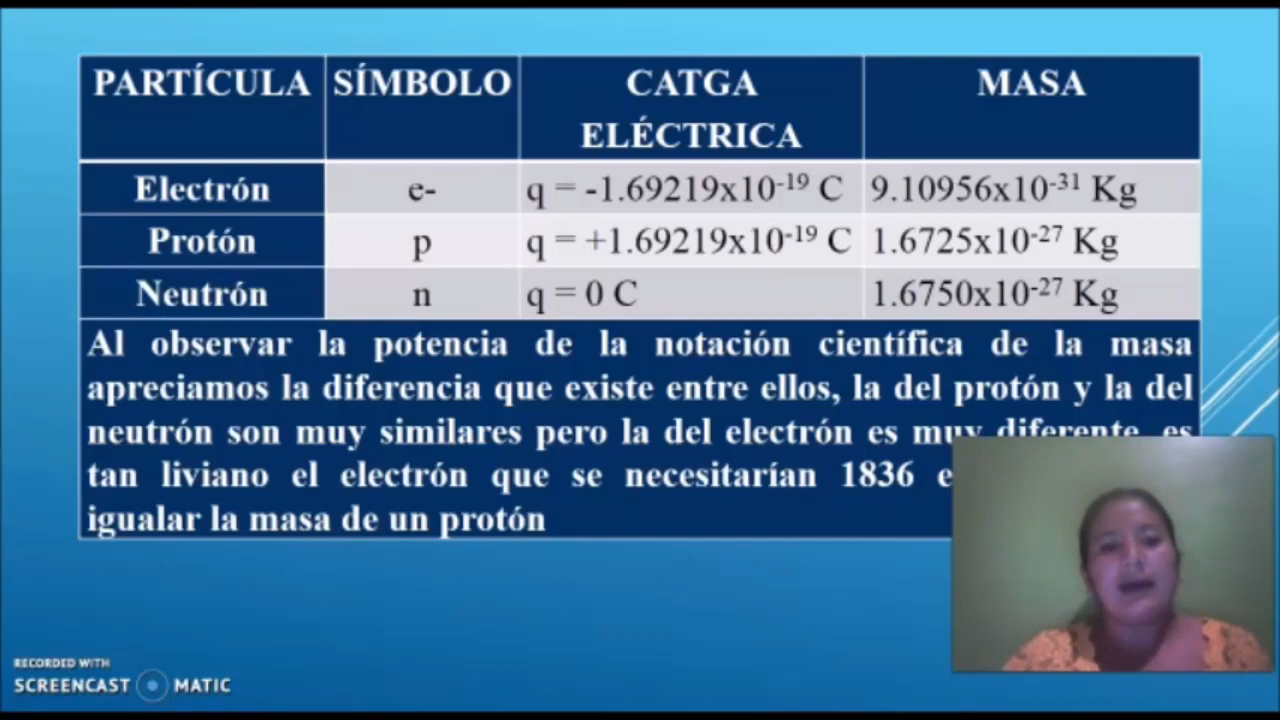 PARTÍCULA SÍMBOLO CATGA ELÉCTRICA MASA
Electrón e- q = -1.69219x10⁻¹⁹ C 9.10956x10⁻³¹ Kg
Protón p q = +1.69219x10⁻¹⁹ C 1.6725x10⁻²⁷ Kg
Neutrón n q = 0 C 1.6750x10⁻²⁷ Kg
Al observar la potencia de la notación científica de la masa
apreciamos la diferencia que existe entre ellos, la del protón y la del
neutrón son muy similares pero la del electrón es muy diferente, es
tan liviano el electrón que se necesitarían 1836
igualar la masa de un protón
RECORDED WITH
SCREENCAST MATIC